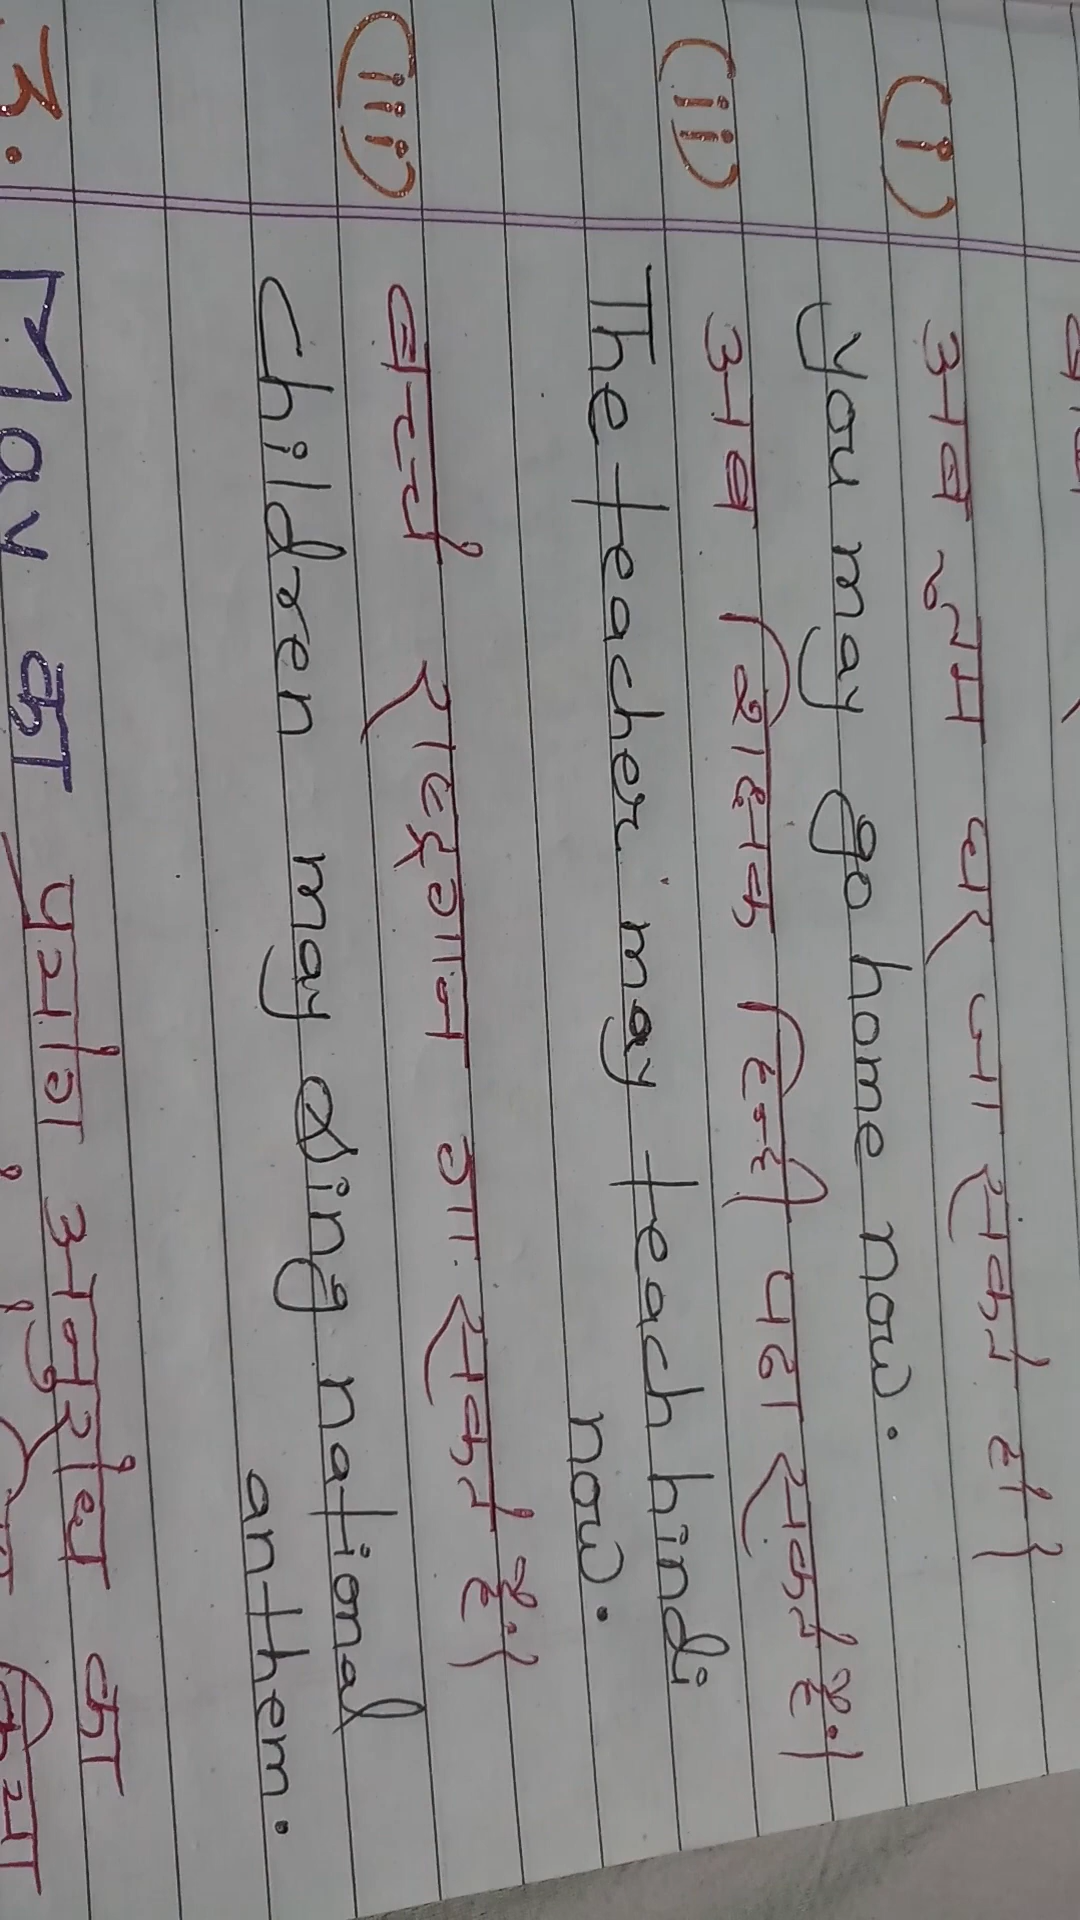 (i) अब तुम घर जा सकते हो।
you may go home now.
(ii) अब शिक्षक हिन्दी पढा सकते है।
The teacher may teach hindi
now.
(iii) बच्चे राष्ट्रगान गा सकते है।
children may sing national
anthem.
3. May का प्रयोग अनुरोध का